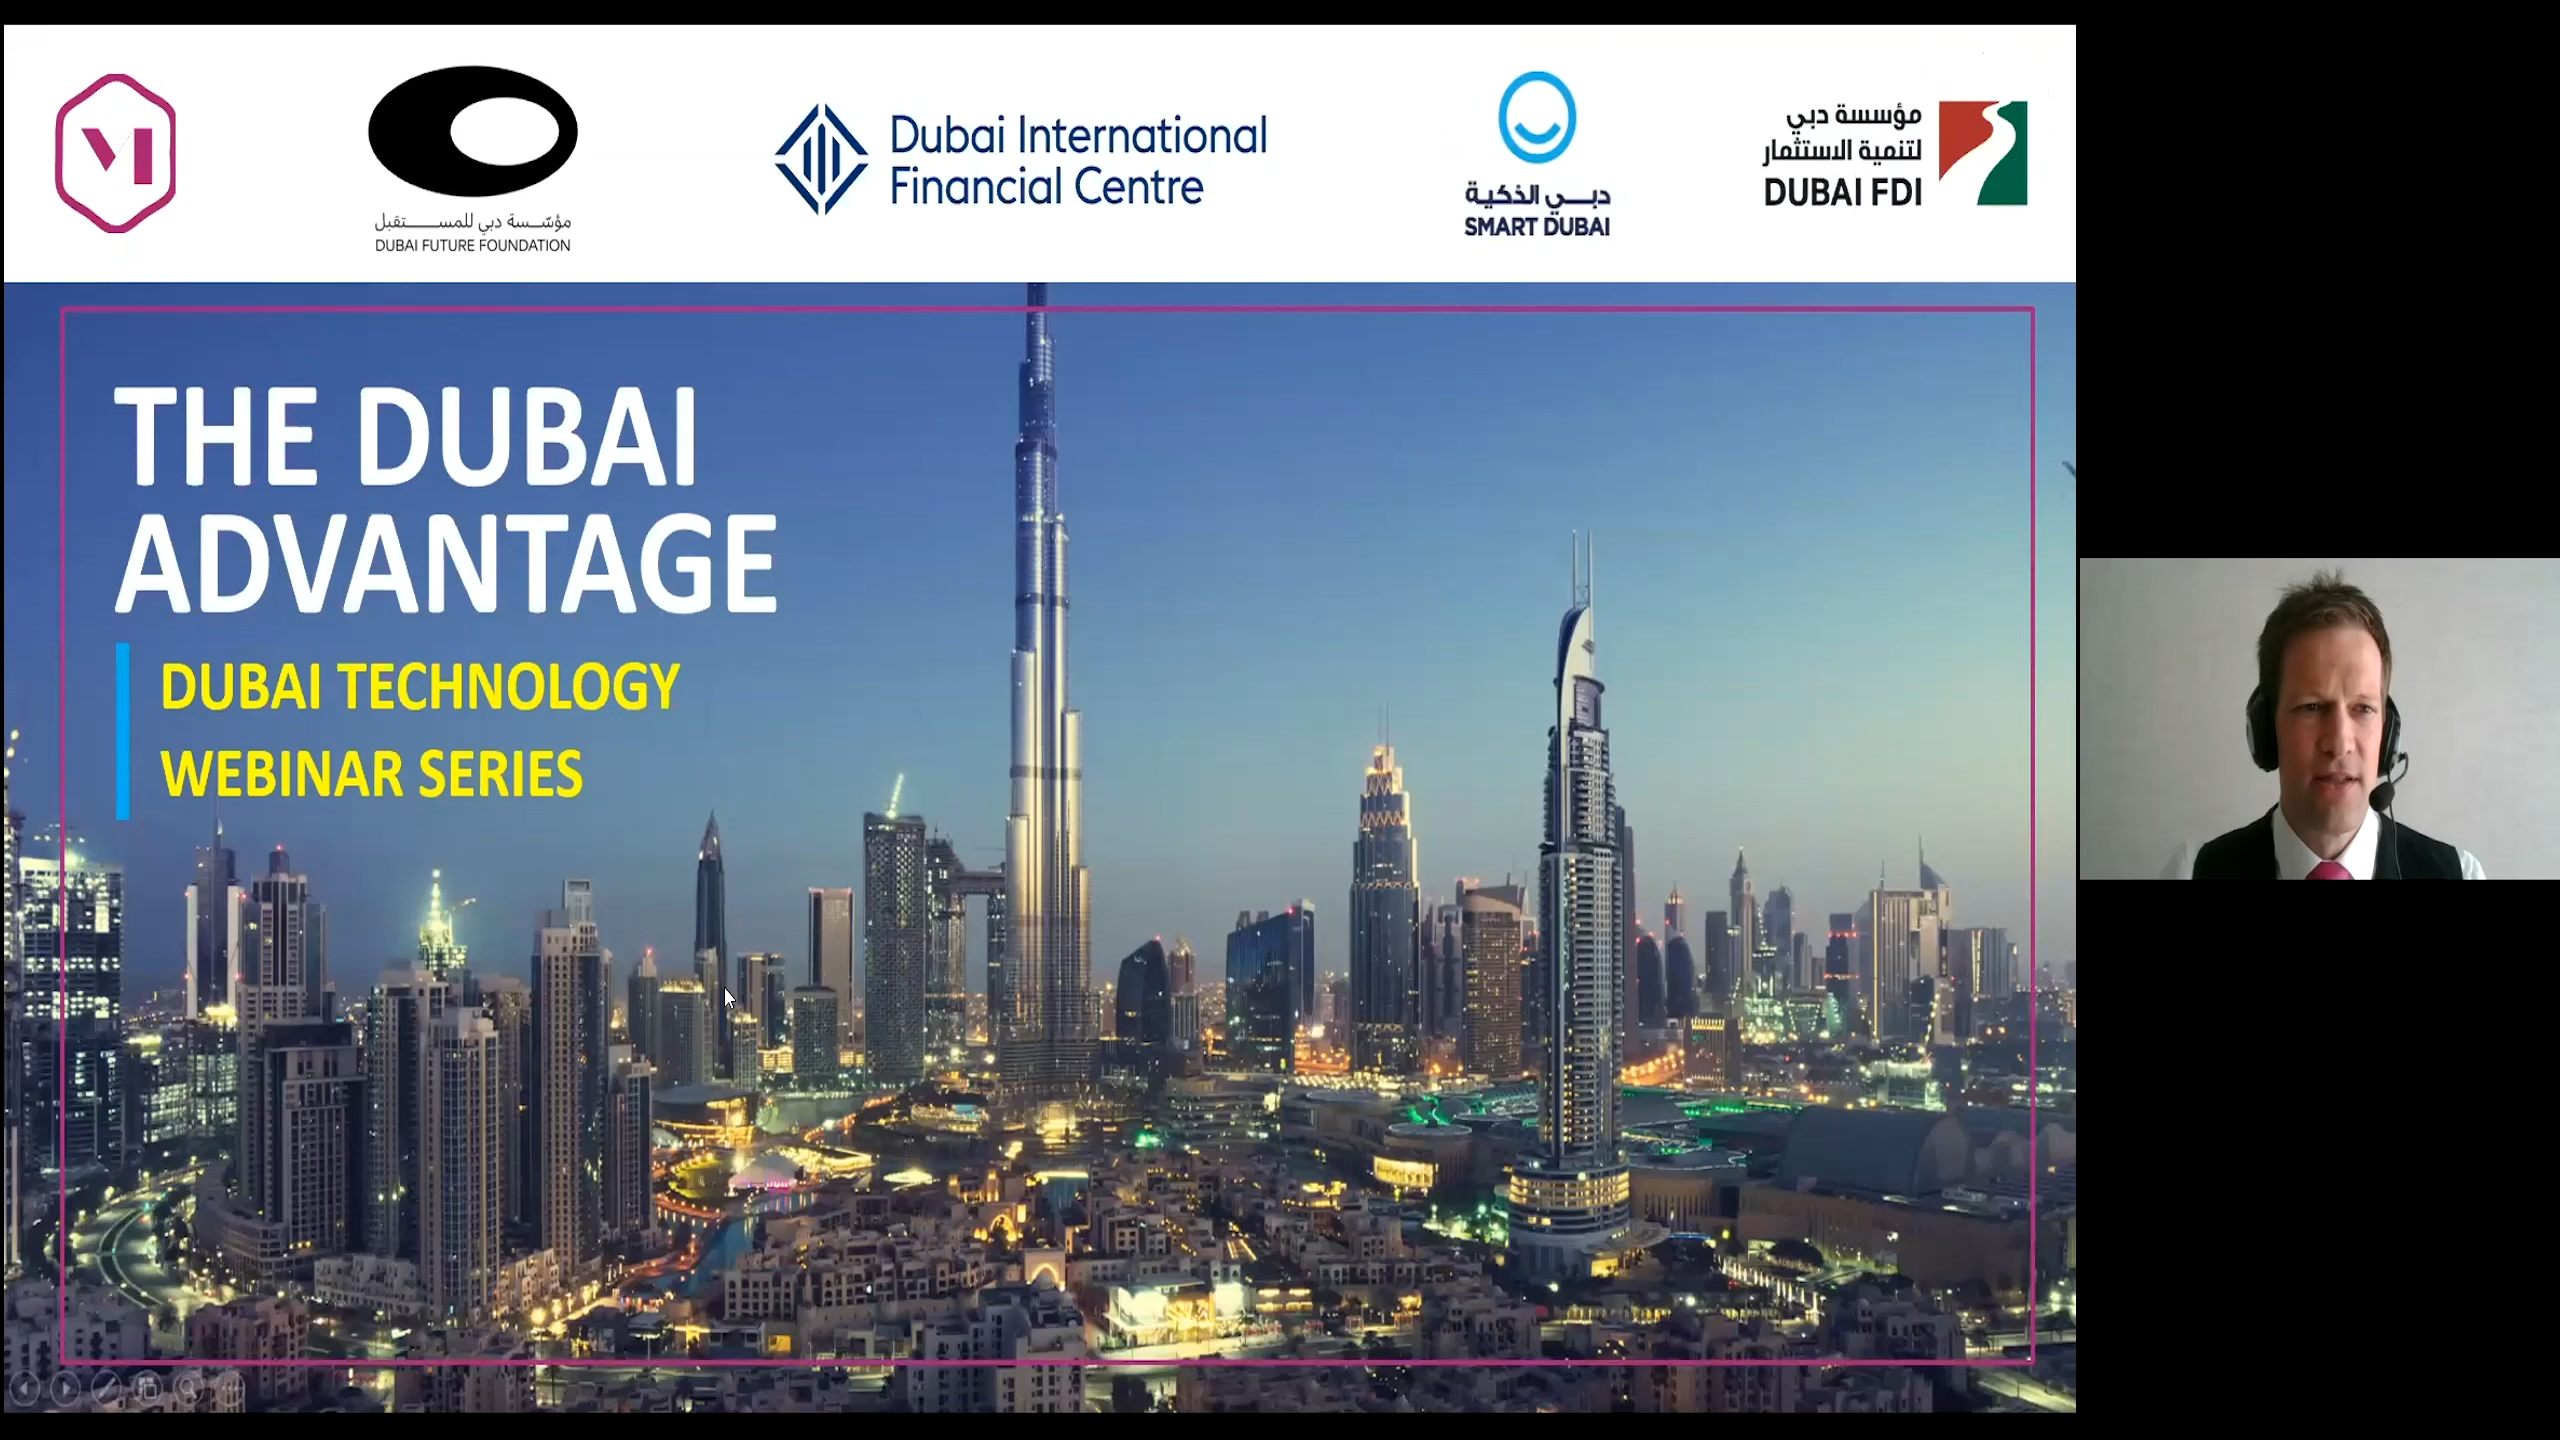 مؤسسة دبي للمستقبل
DUBAI FUTURE FOUNDATION
Dubai International
Financial Centre
دبي الذكية
SMART DUBAI
مؤسسة دبي
لتنمية الاستثمار
DUBAI FDI
THE DUBAI
ADVANTAGE
DUBAI TECHNOLOGY
WEBINAR SERIES